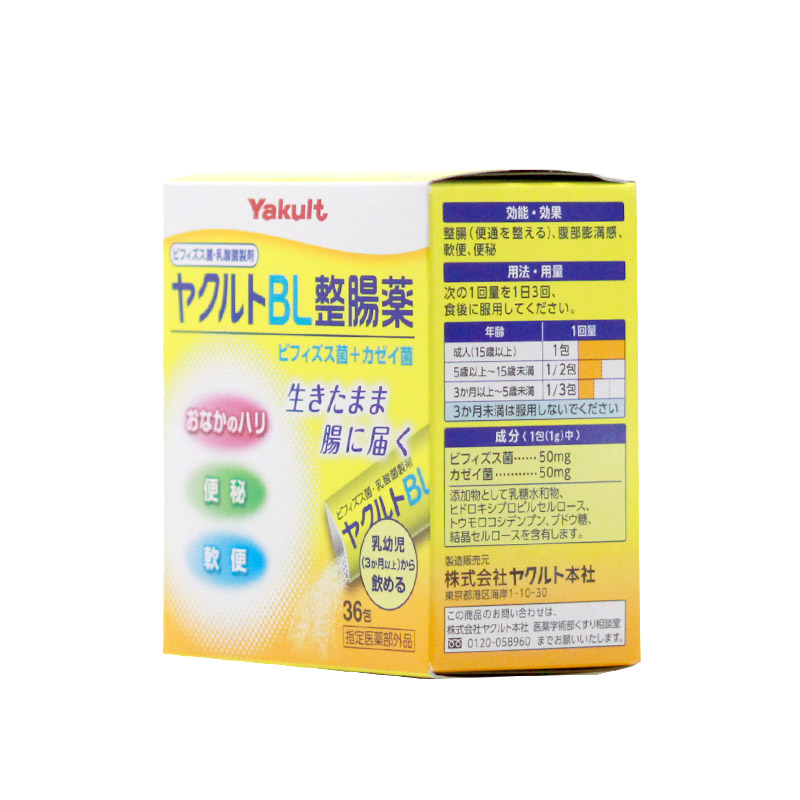 Yakult
ビフィズス菌・乳酸菌製剤
ヤクルトBL整腸薬
ビフィズス菌+カゼイ菌
生きたまま
腸に届く
おなかのハリ
便秘
軟便
ビフィズス菌・乳酸菌製剤
ヤクルトBL
乳幼児
(3か月以上)から
飲める
36包
指定医薬部外品
効能・効果
整腸(便通を整える)、腹部膨満感、
軟便、便秘
用法・用量
次の1回量を1日3回、
食後に服用してください。
年齢 1回量
成人(15歳以上) 1包
5歳以上〜15歳未満 1/2包
3か月以上〜5歳未満 1/3包
3か月未満は服用しないでください
成分(1包(1g)中)
ビフィズス菌……50mg
カゼイ菌…………50mg
添加物として乳糖水和物、
ヒドロキシプロピルセルロース、
トウモロコシデンプン、ブドウ糖、
結晶セルロースを含有します。
製造販売元
株式会社ヤクルト本社
東京都港区海岸1-10-30
この商品のお問い合わせは、
株式会社ヤクルト本社 医薬学術部くすり相談室
0120-058960 までお願いいたします。